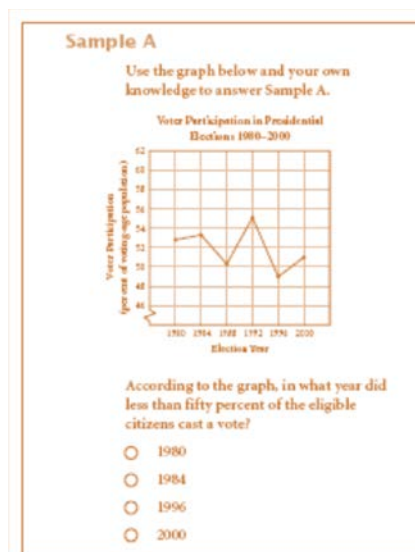 Sample A
Use the graph below and your own
knowledge to answer Sample A.
Voter Participation in Presidential
Elections 1980–2000
Voter Participation
(percent of voting-age population)
62
60
58
56
54
52
50
48
46
1980 1984 1988 1992 1996 2000
Election Year
According to the graph, in what year did
less than fifty percent of the eligible
citizens cast a vote?
1980
1984
1996
2000